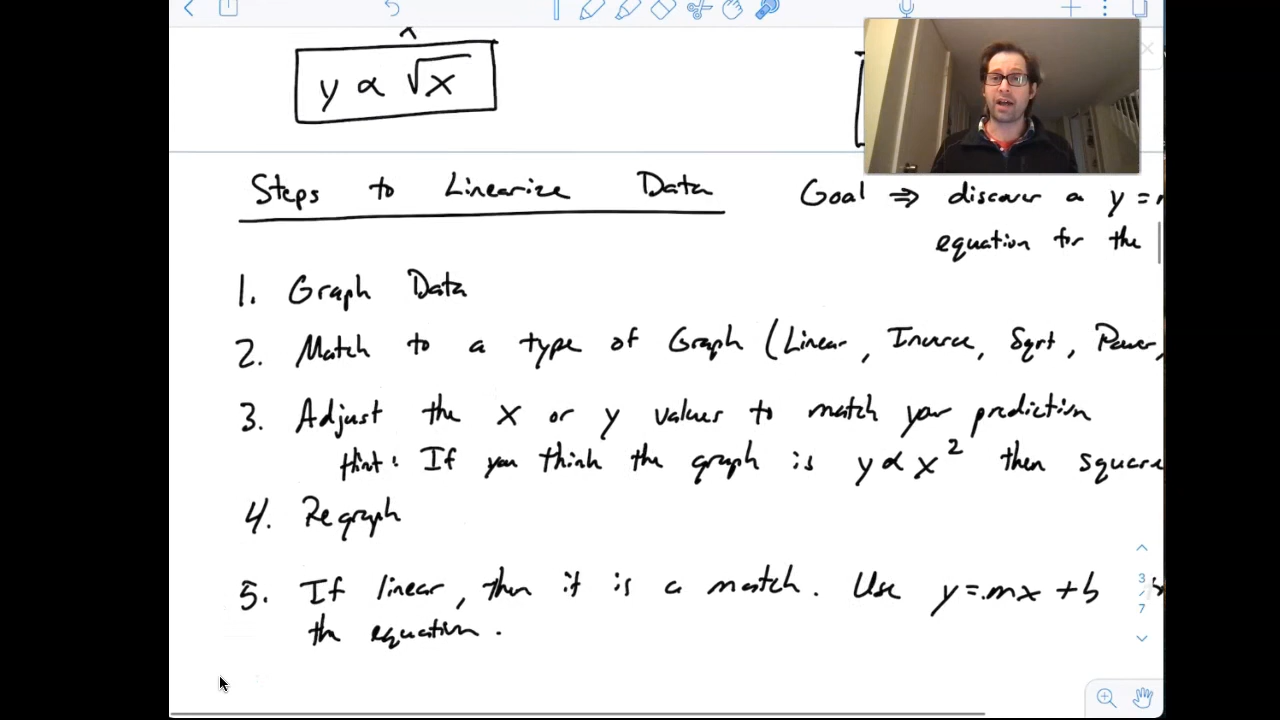 y ∝ √x
Steps to Linearize Data
Goal ⇒ discover a y =
equation for the
1. Graph Data
2. Match to a type of Graph (Linear, Inverse, Sqrt, Power,
3. Adjust the x or y values to match your prediction
Hint: If you think the graph is y ∝ x² then square
4. Regraph
5. If linear, then it is a match. Use y = mx + b
the equation.
3
7